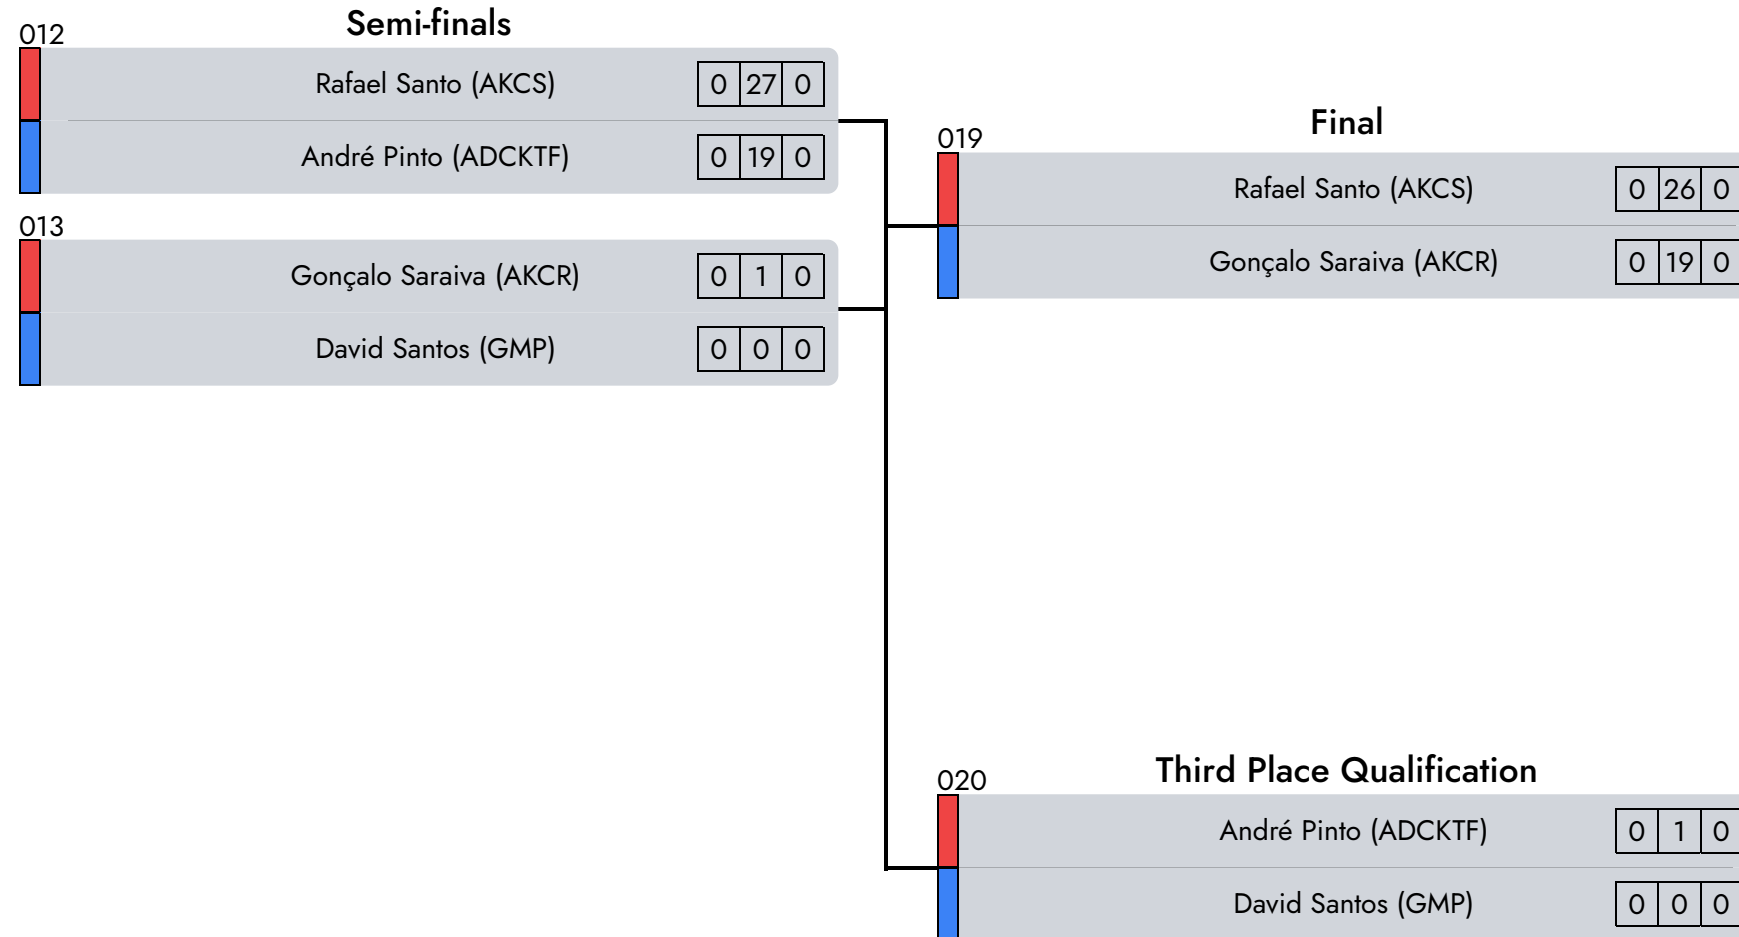 Semi-finals
012
Rafael Santo (AKCS) 0 27 0
André Pinto (ADCKTF) 0 19 0
013
Gonçalo Saraiva (AKCR) 0 1 0
David Santos (GMP) 0 0 0
Final
019
Rafael Santo (AKCS) 0 26 0
Gonçalo Saraiva (AKCR) 0 19 0
Third Place Qualification
020
André Pinto (ADCKTF) 0 1 0
David Santos (GMP) 0 0 0